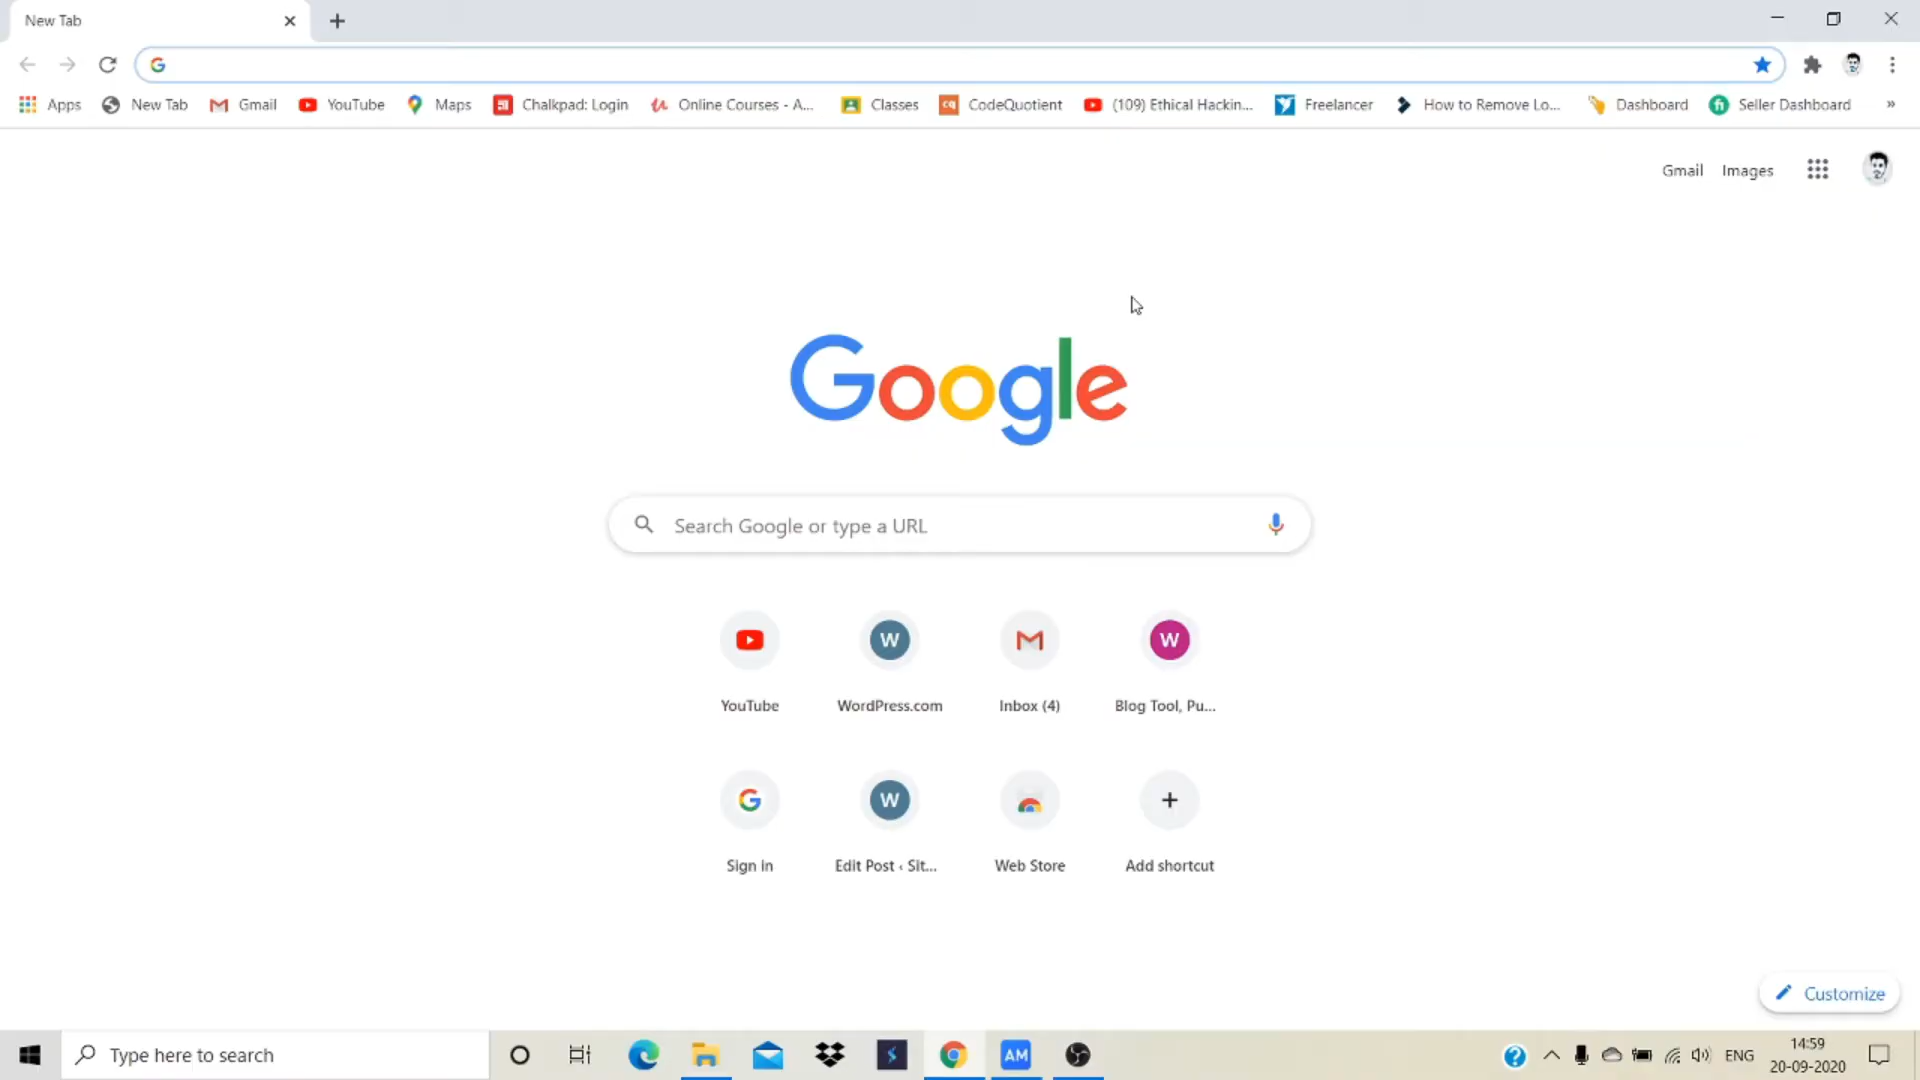 New Tab
Apps New Tab Gmail YouTube Maps Chalkpad: Login Online Courses - A... Classes CodeQuotient (109) Ethical Hackin... Freelancer How to Remove Lo... Dashboard Seller Dashboard »
Gmail Images
Google
Search Google or type a URL
YouTube WordPress.com Inbox (4) Blog Tool, Pu...
Sign in Edit Post ‹ Sit... Web Store Add shortcut
Customize
Type here to search
AM
ENG
14:59
20-09-2020